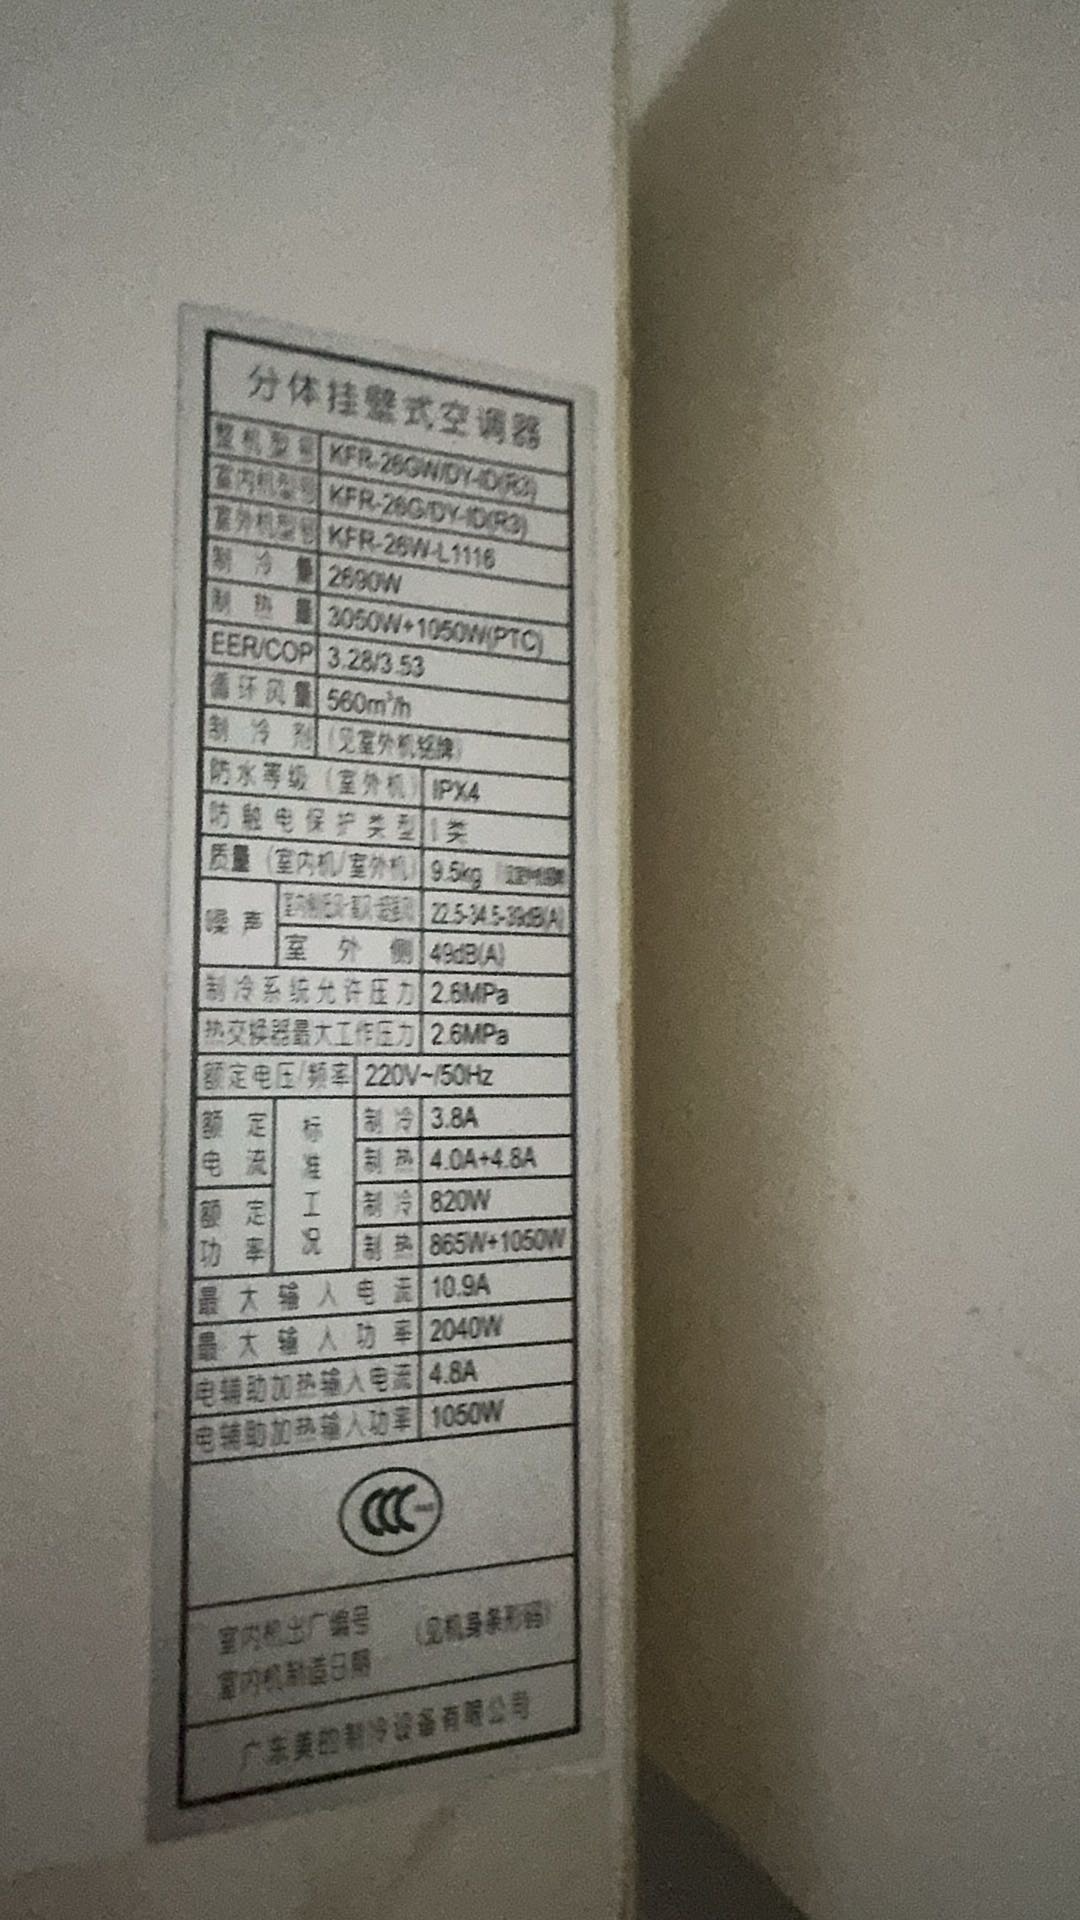 分体挂壁式空调器
整机型号 KFR-26GW/DY-ID(R3)
室内机型号 KFR-26G/DY-ID(R3)
室外机型号 KFR-26W-L1116
制冷量 2690W
制热量 3050W+1050W(PTC)
EER/COP 3.28/3.53
循环风量 560m³/h
制冷剂 (见室外机铭牌)
防水等级(室外机) IPX4
防触电保护类型 I类
质量(室内机/室外机) 9.5kg
噪声 22.5-34.5-39dB(A)
室外侧 49dB(A)
制冷系统允许压力 2.6MPa
热交换器最大工作压力 2.6MPa
额定电压/频率 220V~/50Hz
额定电流 标准工况 制冷 3.8A
制热 4.0A+4.8A
额定功率 制冷 820W
制热 865W+1050W
最大输入电流 10.9A
最大输入功率 2040W
电辅助加热输入电流 4.8A
电辅助加热输入功率 1050W
CCC
室内机出厂编号 (见机身条形码)
室内机制造日期
广东美的制冷设备有限公司